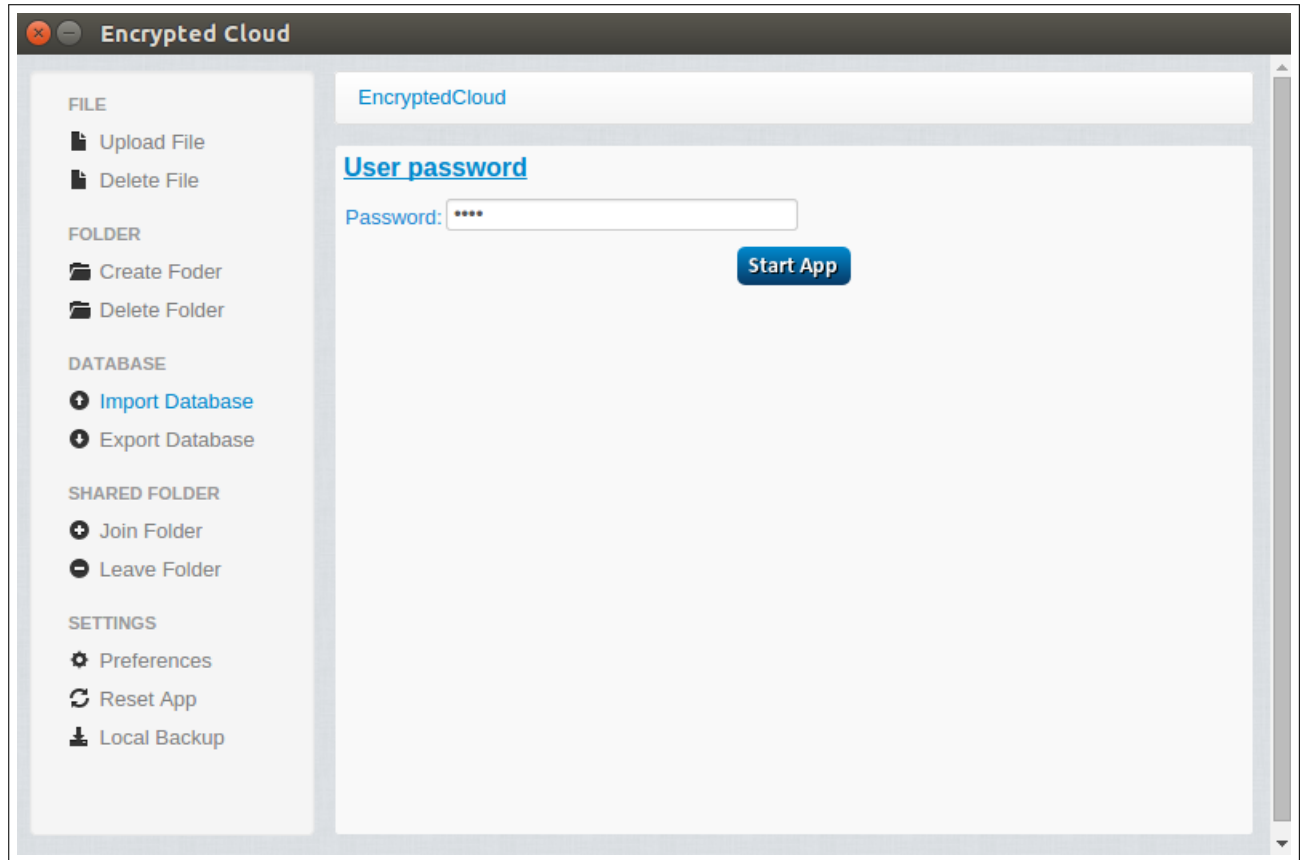 Encrypted Cloud
FILE
Upload File
Delete File
FOLDER
Create Foder
Delete Folder
DATABASE
Import Database
Export Database
SHARED FOLDER
Join Folder
Leave Folder
SETTINGS
Preferences
Reset App
Local Backup
EncryptedCloud
User password
Password: ••••
Start App